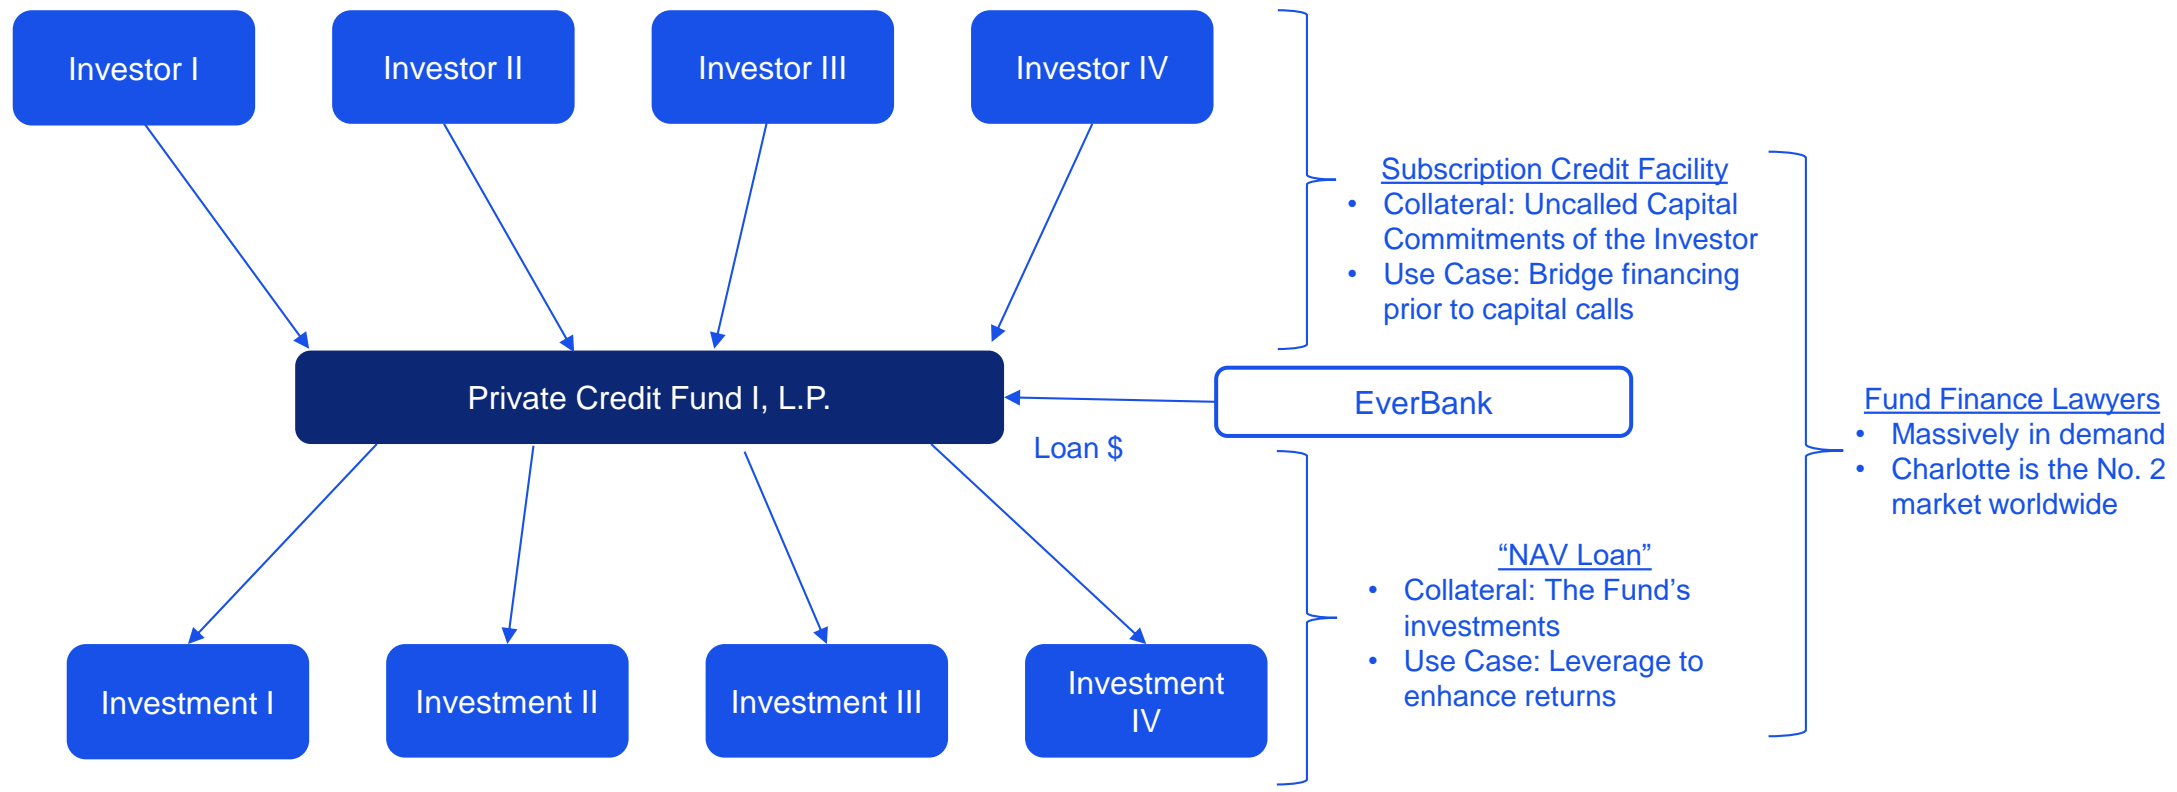 Investor I
Investor II
Investor III
Investor IV
Subscription Credit Facility
• Collateral: Uncalled Capital
Commitments of the Investor
• Use Case: Bridge financing
prior to capital calls
Private Credit Fund I, L.P.
EverBank
Loan $
Fund Finance Lawyers
• Massively in demand
• Charlotte is the No. 2
market worldwide
“NAV Loan”
• Collateral: The Fund’s
investments
• Use Case: Leverage to
enhance returns
Investment I
Investment II
Investment III
Investment
IV